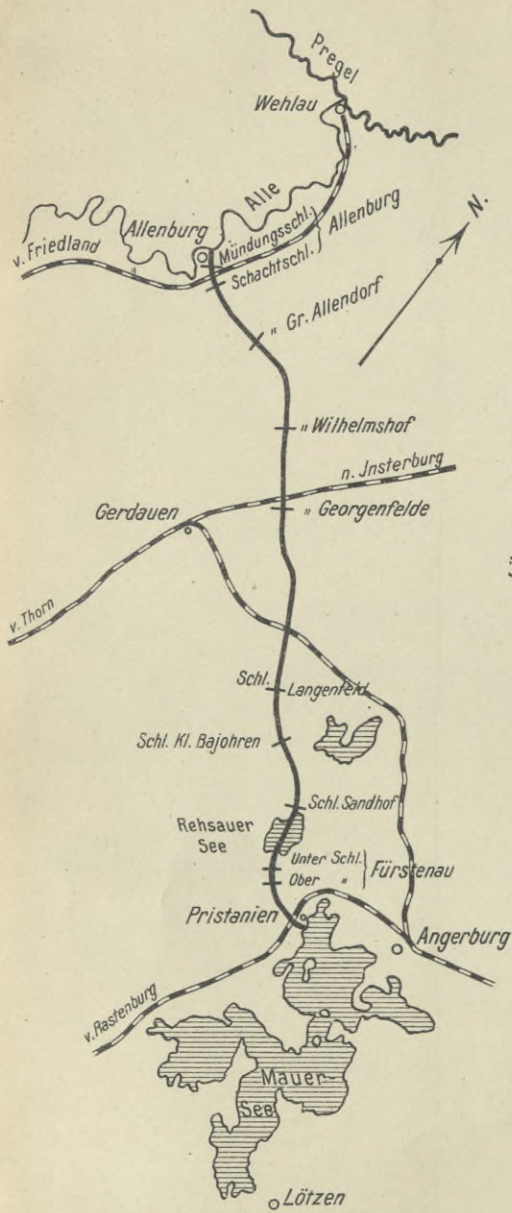 Pregel
Wehlau
Alle
N.
Allenburg
Mündungsschl.
Allenburg
v. Friedland
Schachtschl.
" Gr. Allendorf
" Wilhelmshof
n. Jnsterburg
Gerdauen
" Georgenfelde
v. Thorn
Schl. Langenfeld
Schl. Kl. Bajohren
Schl. Sandhof
Rehsauer
See
Unter Schl.
Ober "
Fürstenau
Pristanien
Angerburg
v. Rastenburg
Mauer-
See
Lötzen